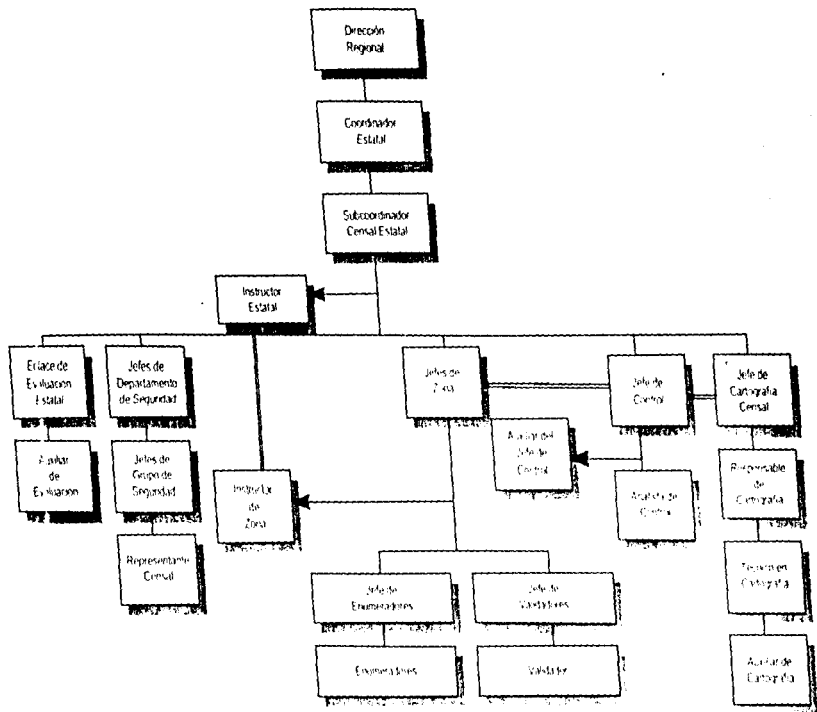 Dirección
Regional
Coordinador
Estatal
Subcoordinador
Censal Estatal
Instructor
Estatal
Enlace de
Evaluación
Estatal
Jefes de
Departamento
de Seguridad
Jefes de
Zona
Jefe de
Control
Jefe de
Cartografía
Censal
Auxiliar
de
Evaluación
Jefes de
Grupo de
Seguridad
Instructor
de
Zona
Auxiliar del
Jefe de
Control
Analista de
Control
Responsable
de
Cartografía
Representante
Censal
Jefe de
Enumeradores
Jefe de
Validadores
Técnico en
Cartografía
Enumeradores
Validador
Auxiliar de
Cartografía